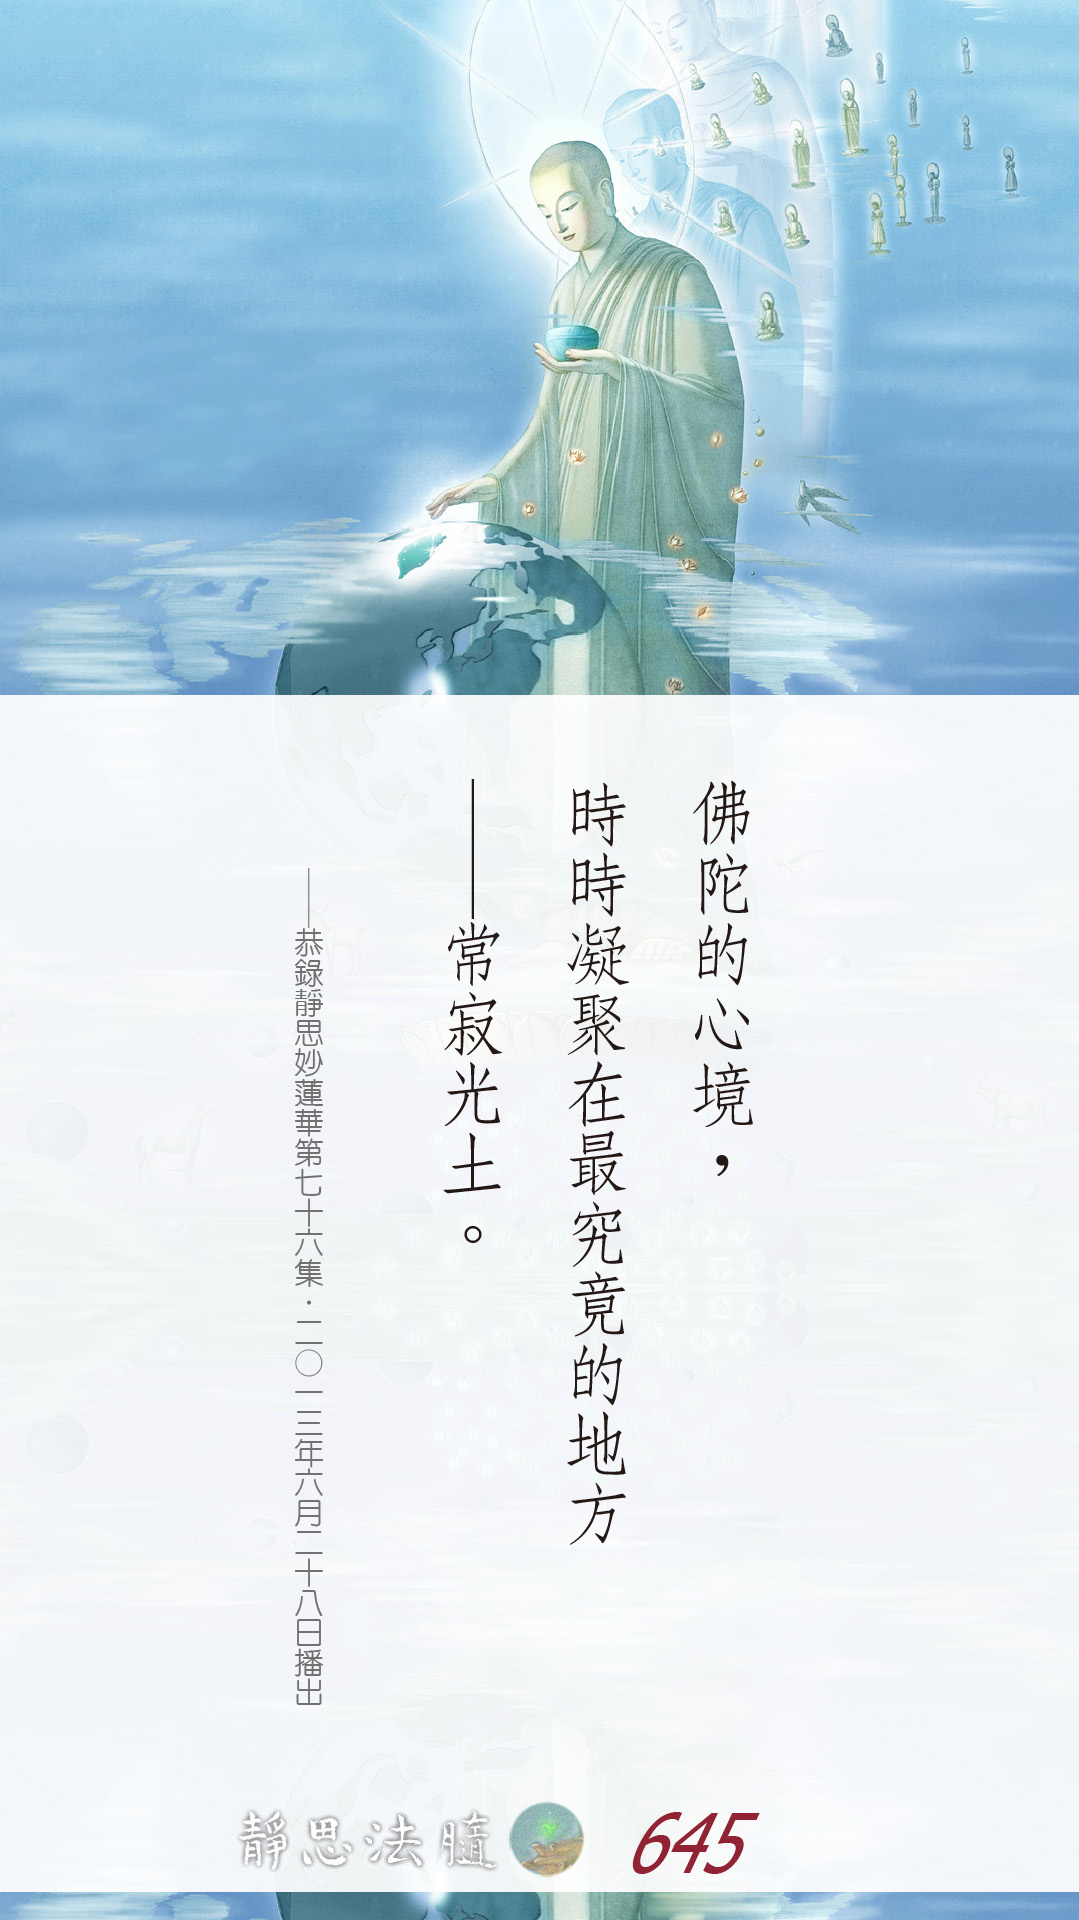 佛陀的心境，
時時凝聚在最究竟的地方
——常寂光土。
——恭錄靜思妙蓮華第七十六集·二〇一三年六月二十八日播出
靜思法髓
645